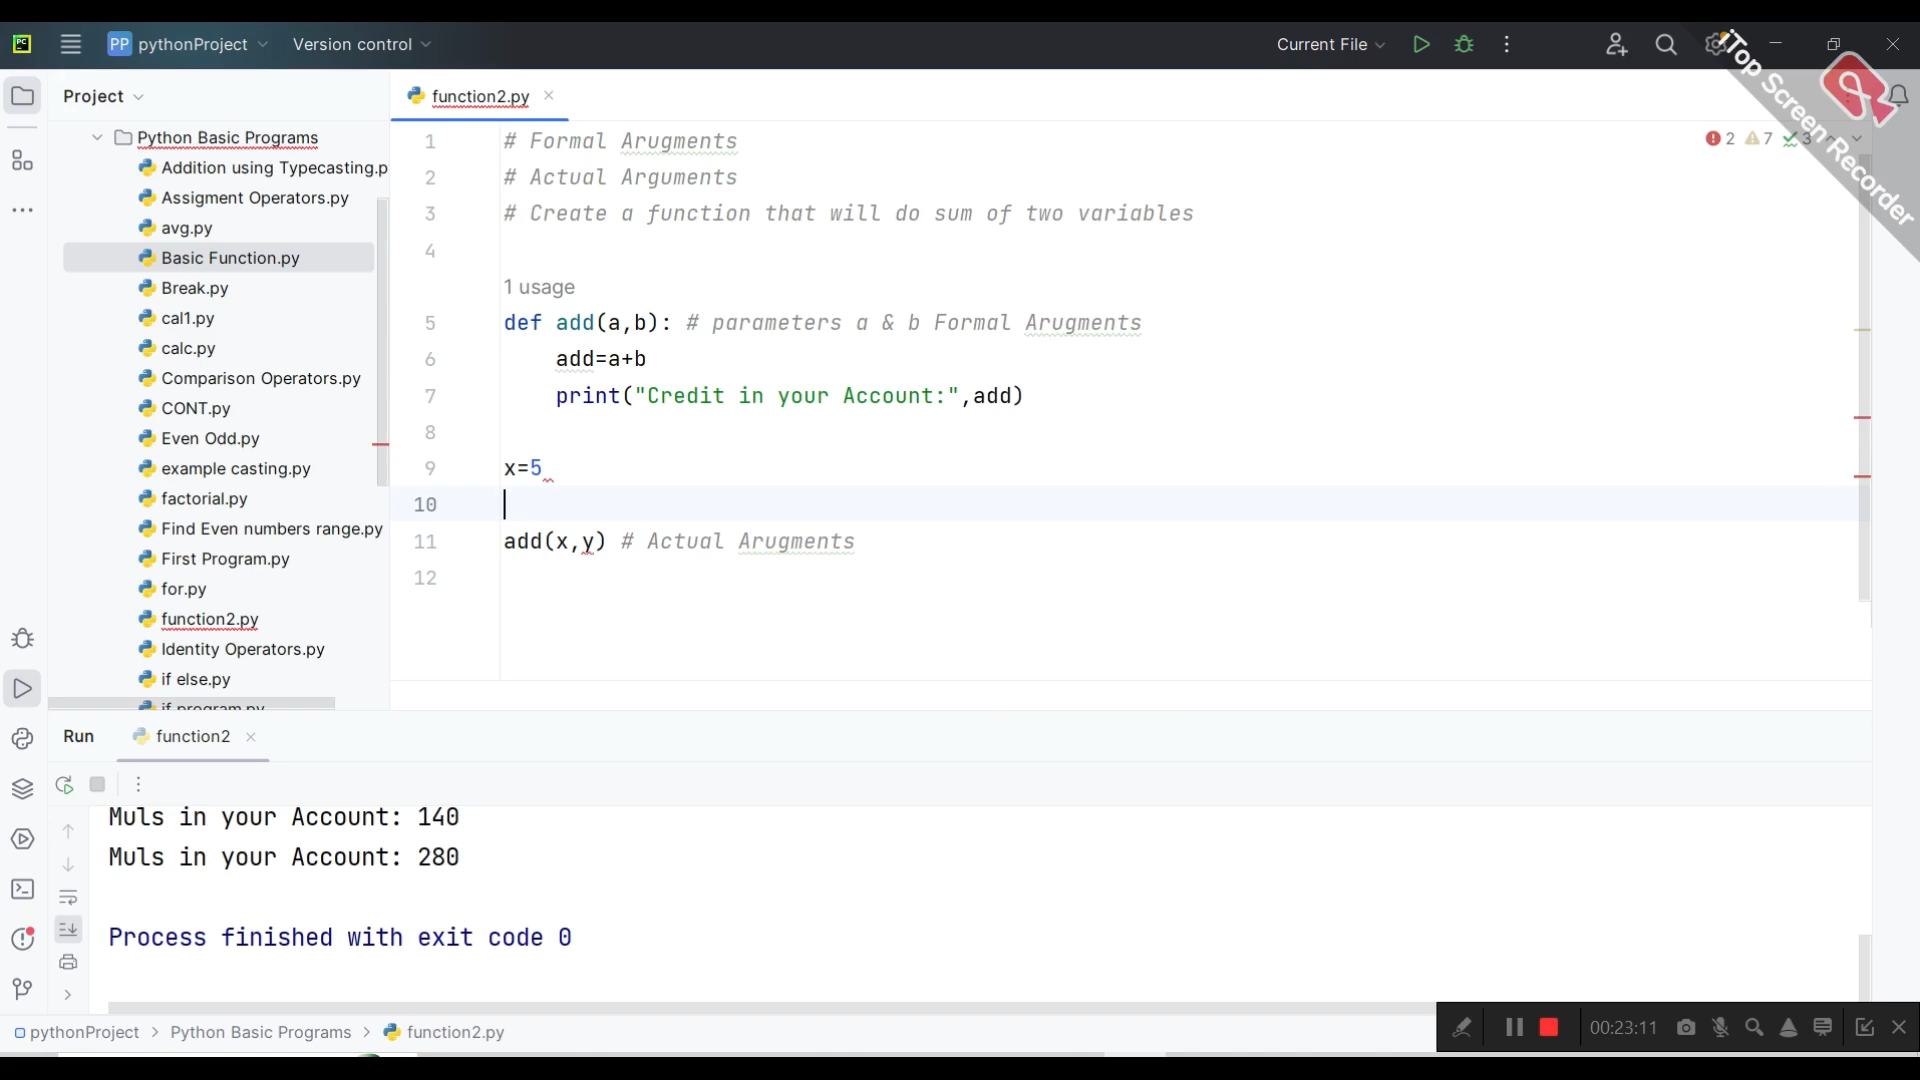 PC
PP pythonProject
Version control
Current File
iTop Screen Recorder
Project
function2.py
Python Basic Programs
Addition using Typecasting.p
Assigment Operators.py
avg.py
Basic Function.py
Break.py
cal1.py
calc.py
Comparison Operators.py
CONT.py
Even Odd.py
example casting.py
factorial.py
Find Even numbers range.py
First Program.py
for.py
function2.py
Identity Operators.py
if else.py
if program.py
2 7 3
1 # Formal Arugments
2 # Actual Arguments
3 # Create a function that will do sum of two variables
4
1 usage
5 def add(a,b): # parameters a & b Formal Arugments
6 add=a+b
7 print("Credit in your Account:",add)
8
9 x=5
10
11 add(x,y) # Actual Arugments
12
Run
function2
Muls in your Account: 140
Muls in your Account: 280
Process finished with exit code 0
pythonProject > Python Basic Programs > function2.py
00:23:11